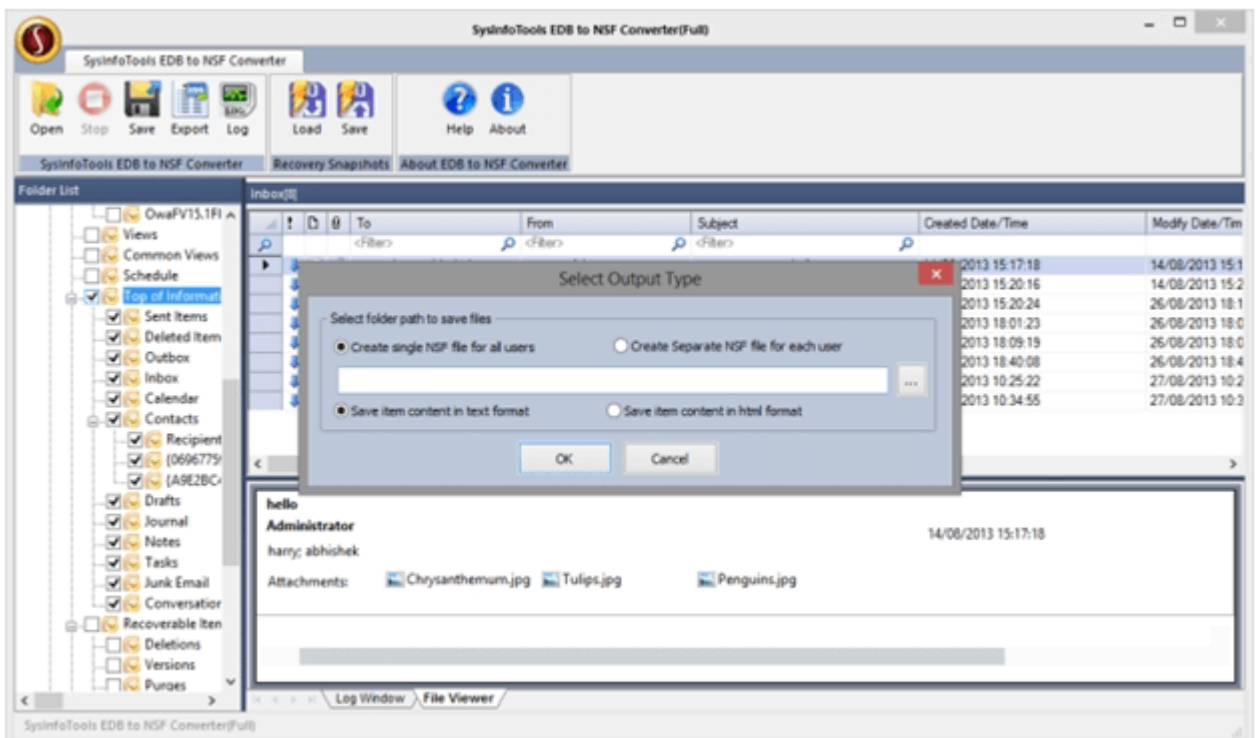 SysInfoTools EDB to NSF Converter(Full)
SysInfoTools EDB to NSF Converter
Open Stop Save Export Log
Load Save
Help About
SysInfoTools EDB to NSF Converter
Recovery Snapshots
About EDB to NSF Converter
Folder List
OwaFV15.1FI
Views
Common Views
Schedule
Top of Informati
Sent Items
Deleted Item
Outbox
Inbox
Calendar
Contacts
Recipient
{0696775
{A9E2BC
Drafts
Journal
Notes
Tasks
Junk Email
Conversation
Recoverable Iten
Deletions
Versions
Purges
Inbox[8]
To From Subject Created Date/Time Modify Date/Tim
<Filter> <Filter> <Filter>
2013 15:17:18 14/08/2013 15:1
2013 15:20:16 14/08/2013 15:2
2013 15:20:24 26/08/2013 18:1
2013 18:01:23 26/08/2013 18:0
2013 18:09:19 26/08/2013 18:0
2013 18:40:08 26/08/2013 18:4
2013 10:25:22 27/08/2013 10:2
2013 10:34:55 27/08/2013 10:3
Select Output Type
Select folder path to save files
Create single NSF file for all users
Create Separate NSF file for each user
...
Save item content in text format
Save item content in html format
OK
Cancel
hello
Administrator
14/08/2013 15:17:18
harry; abhishek
Attachments: Chrysanthemum.jpg Tulips.jpg Penguins.jpg
Log Window File Viewer
SysInfoTools EDB to NSF Converter(Full)